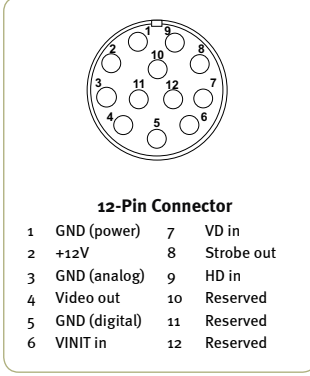 1 9
2 8
10
3 11 12 7
4 6
5
12-Pin Connector
1 GND (power) 7 VD in
2 +12V 8 Strobe out
3 GND (analog) 9 HD in
4 Video out 10 Reserved
5 GND (digital) 11 Reserved
6 VINIT in 12 Reserved